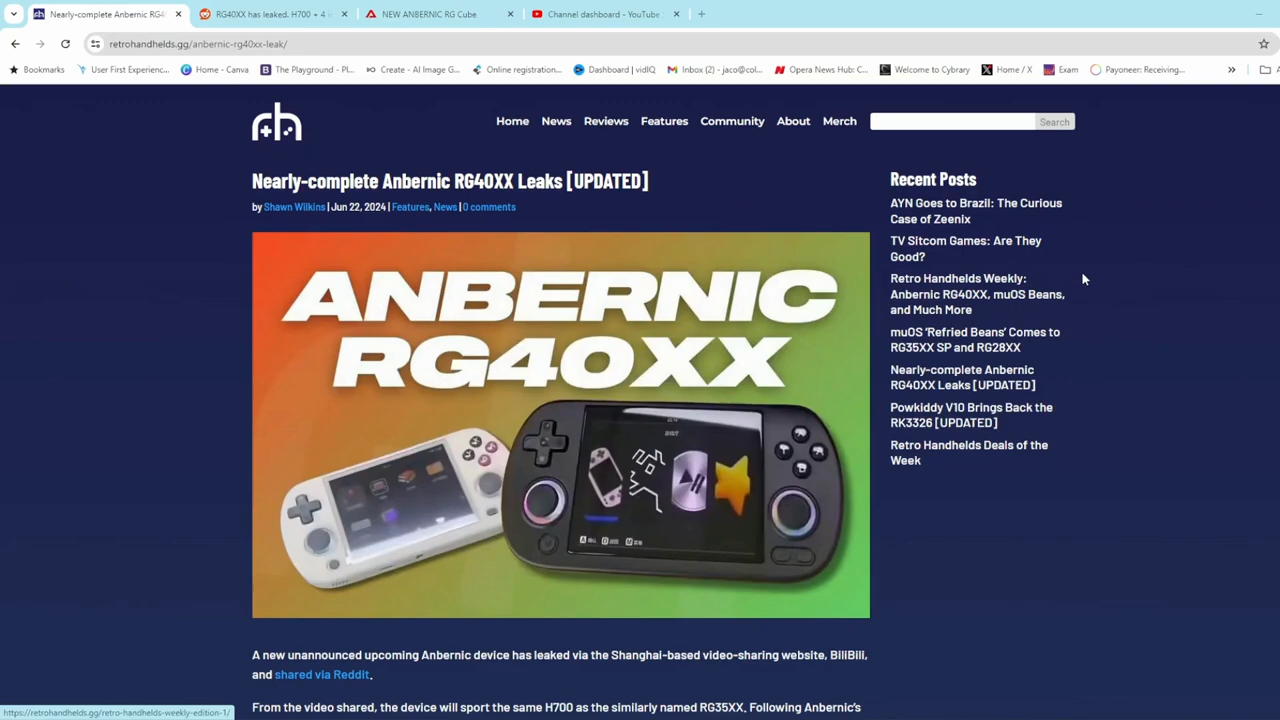 Nearly-complete Anbernic RG40
RG40XX has leaked. H700 + 4 i
NEW ANBERNIC RG Cube
Channel dashboard - YouTube
retrohandhelds.gg/anbernic-rg40xx-leak/
Bookmarks
User First Experienc...
Home - Canva
The Playground - Pl...
Create - AI Image G...
Online registration...
Dashboard | vidIQ
Inbox (2) - jaco@col...
Opera News Hub: C...
Welcome to Cybrary
Home / X
Exam
Payoneer: Receiving...
rh
Home News Reviews Features Community About Merch
Search
Nearly-complete Anbernic RG40XX Leaks [UPDATED]
by Shawn Wilkins | Jun 22, 2024 | Features, News | 0 comments
ANBERNIC
RG40XX
A new unannounced upcoming Anbernic device has leaked via the Shanghai-based video-sharing website, BiliBili,
and shared via Reddit.
From the video shared, the device will sport the same H700 as the similarly named RG35XX. Following Anbernic's
Recent Posts
AYN Goes to Brazil: The Curious
Case of Zeenix
TV Sitcom Games: Are They
Good?
Retro Handhelds Weekly:
Anbernic RG40XX, muOS Beans,
and Much More
muOS 'Refried Beans' Comes to
RG35XX SP and RG28XX
Nearly-complete Anbernic
RG40XX Leaks [UPDATED]
Powkiddy V10 Brings Back the
RK3326 [UPDATED]
Retro Handhelds Deals of the
Week
https://retrohandhelds.gg/retro-handhelds-weekly-edition-1/